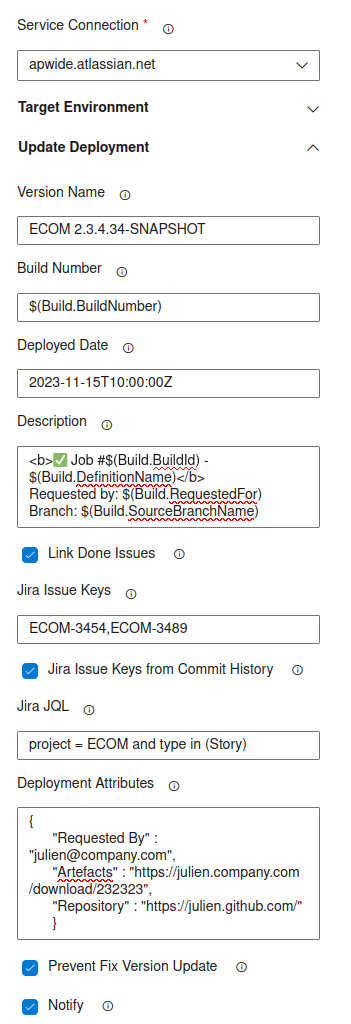 Service Connection *
apwide.atlassian.net
Target Environment
Update Deployment
Version Name
ECOM 2.3.4.34-SNAPSHOT
Build Number
$(Build.BuildNumber)
Deployed Date
2023-11-15T10:00:00Z
Description
<b>✅ Job #$(Build.BuildId) -
$(Build.DefinitionName)</b>
Requested by: $(Build.RequestedFor)
Branch: $(Build.SourceBranchName)
Link Done Issues
Jira Issue Keys
ECOM-3454,ECOM-3489
Jira Issue Keys from Commit History
Jira JQL
project = ECOM and type in (Story)
Deployment Attributes
{
"Requested By" :
"julien@company.com",
"Artefacts" : "https://julien.company.com
/download/232323",
"Repository" : "https://julien.github.com/"
}
Prevent Fix Version Update
Notify